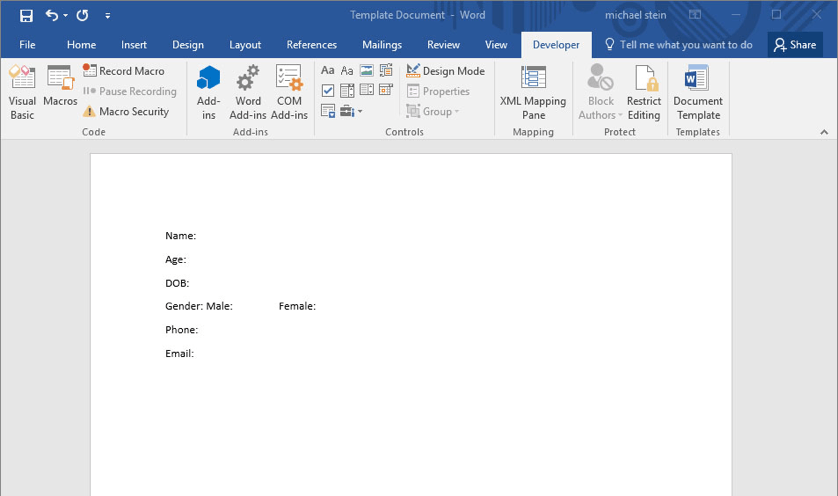 Template Document - Word
michael stein
File Home Insert Design Layout References Mailings Review View Developer Tell me what you want to do Share
Visual Basic
Macros
Record Macro
Pause Recording
Macro Security
Code
Add-ins
Word Add-ins
COM Add-ins
Add-ins
Aa Aa
Design Mode
Properties
Group
Controls
XML Mapping Pane
Mapping
Block Authors
Restrict Editing
Protect
Document Template
Templates
Name:
Age:
DOB:
Gender: Male: Female:
Phone:
Email: